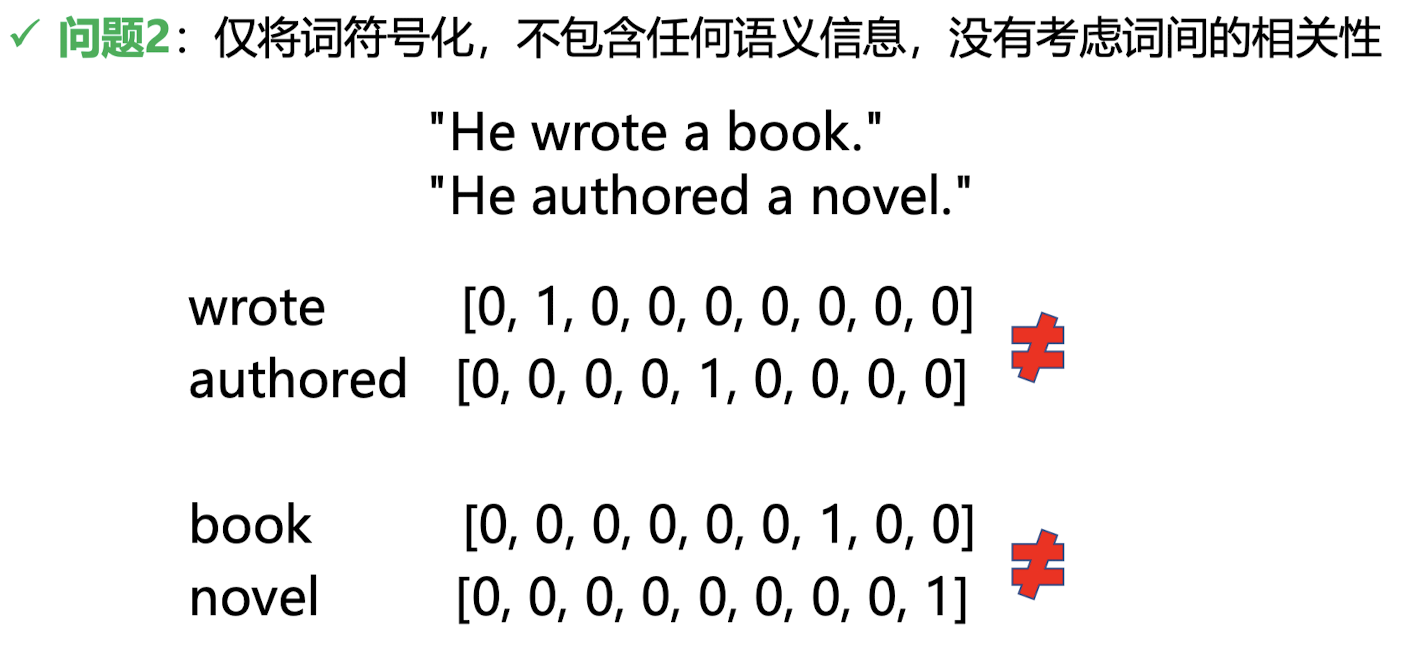 ✓ 问题2：仅将词符号化，不包含任何语义信息，没有考虑词间的相关性
"He wrote a book."
"He authored a novel."
wrote [0, 1, 0, 0, 0, 0, 0, 0, 0]
authored [0, 0, 0, 0, 1, 0, 0, 0, 0]
≠
book [0, 0, 0, 0, 0, 0, 1, 0, 0]
novel [0, 0, 0, 0, 0, 0, 0, 0, 1]
≠